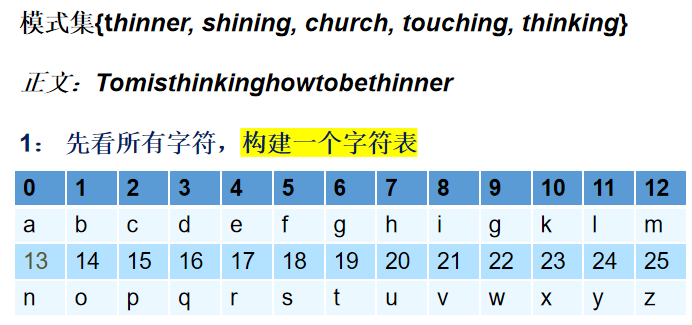 模式集{thinner, shining, church, touching, thinking}
正文：Tomisthinkinghowtobethinner
1： 先看所有字符，构建一个字符表
0 1 2 3 4 5 6 7 8 9 10 11 12
a b c d e f g h i g k l m
13 14 15 16 17 18 19 20 21 22 23 24 25
n o p q r s t u v w x y z